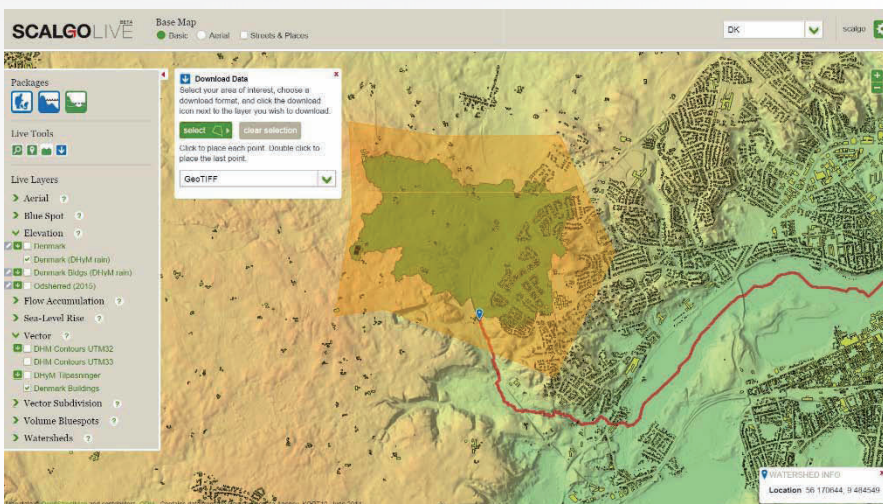 SCALGO LIVE BETA
Base Map
Basic Aerial Streets & Places
DK
scalgo
Packages
Live Tools
Live Layers
Aerial ?
Blue Spot ?
Elevation ?
Denmark
Denmark (DHyM rain)
Denmark Bldgs (DHyM rain)
Odsherred (2015)
Flow Accumulation ?
Sea-Level Rise ?
Vector ?
DHM Contours UTM32
DHM Contours UTM33
DHyM Tilpasninger
Denmark Buildings
Vector Subdivision ?
Volume Bluespots ?
Watersheds ?
Download Data
Select your area of interest, choose a
download format, and click the download
icon next to the layer you wish to download.
select
clear selection
Click to place each point. Double click to
place the last point.
GeoTIFF
WATERSHED INFO
Location 56.170644, 9.464549